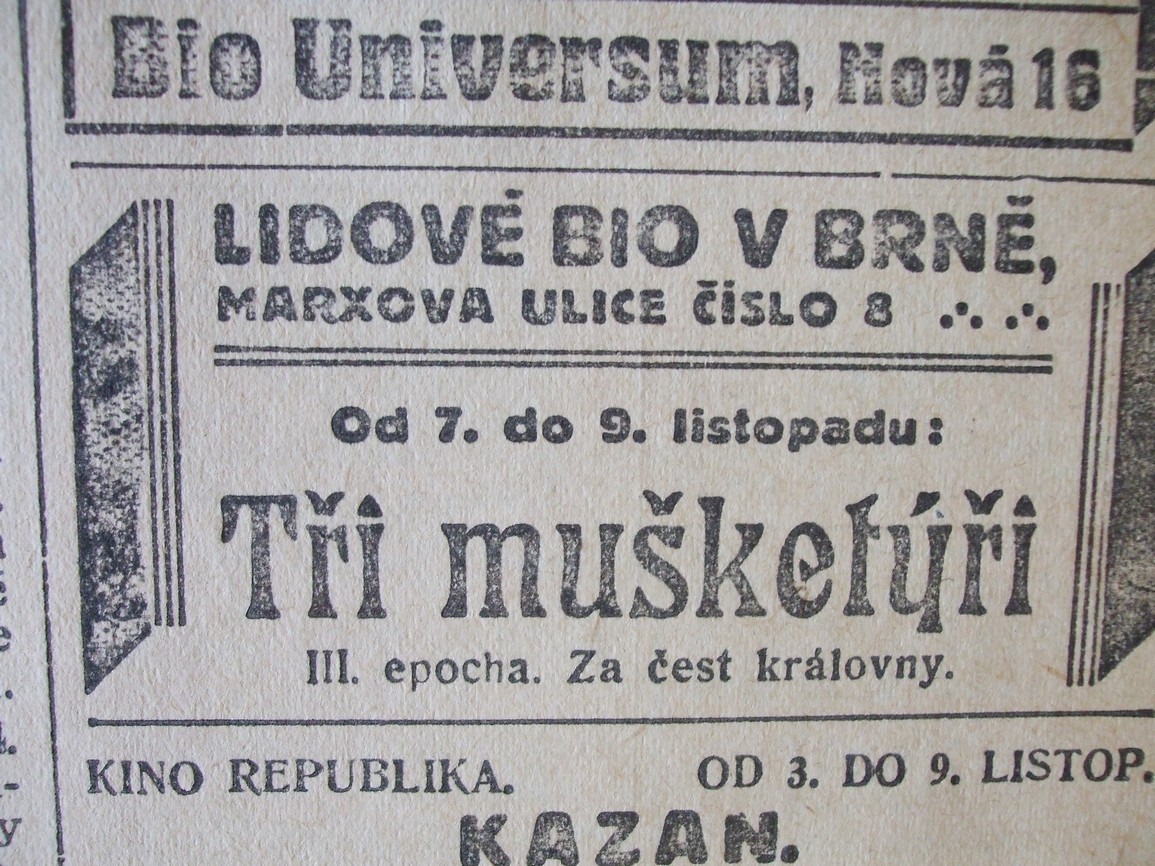 Bio Universum, Nová 16
LIDOVÉ BIO V BRNĚ,
MARXOVA ULICE ČÍSLO 8
Od 7. do 9. listopadu:
Tři mušketýři
III. epocha. Za čest královny.
KINO REPUBLIKA. OD 3. DO 9. LISTOP.
KAZAN.